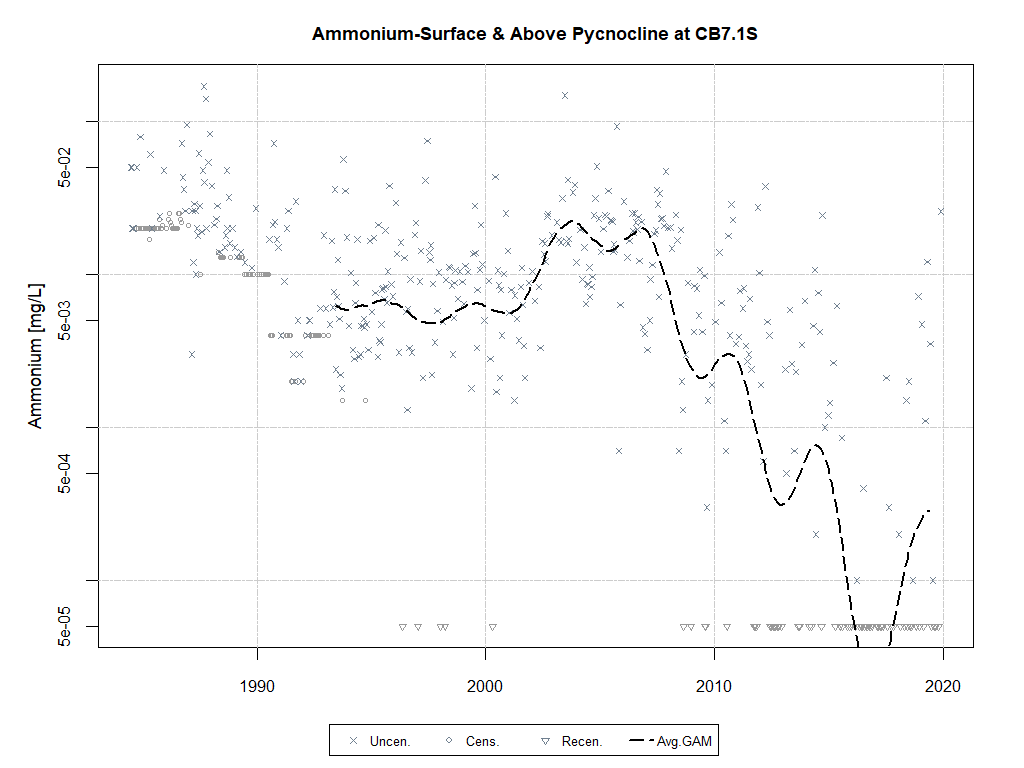 Ammonium-Surface & Above Pycnocline at CB7.1S
Ammonium [mg/L]
5e-02
5e-03
5e-04
5e-05
1990 2000 2010 2020
Uncen. Cens. Recen. Avg.GAM